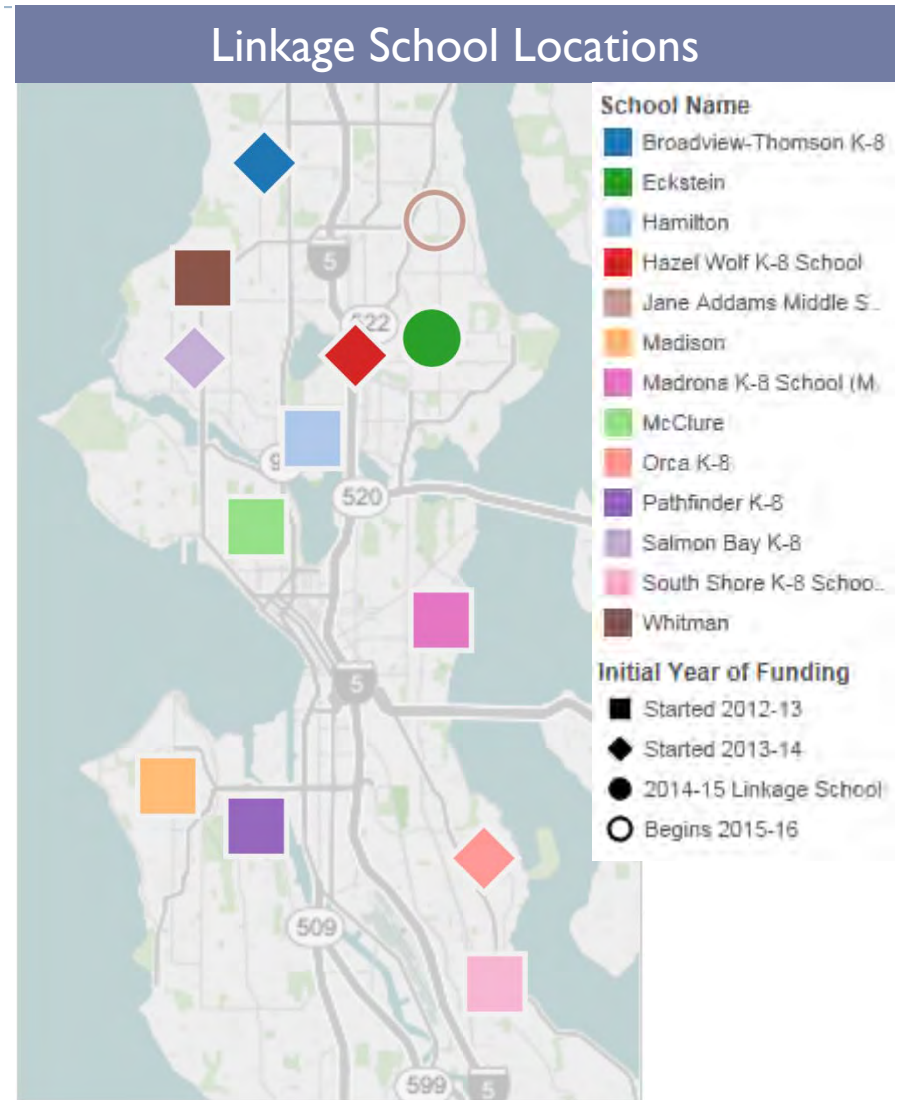 Linkage School Locations
School Name
Broadview-Thomson K-8
Eckstein
Hamilton
Hazel Wolf K-8 School
Jane Addams Middle S..
Madison
Madrona K-8 School (M.
McClure
Orca K-8
Pathfinder K-8
Salmon Bay K-8
South Shore K-8 Schoo..
Whitman
Initial Year of Funding
Started 2012-13
Started 2013-14
2014-15 Linkage School
Begins 2015-16
5
522
9
520
5
509
599
5